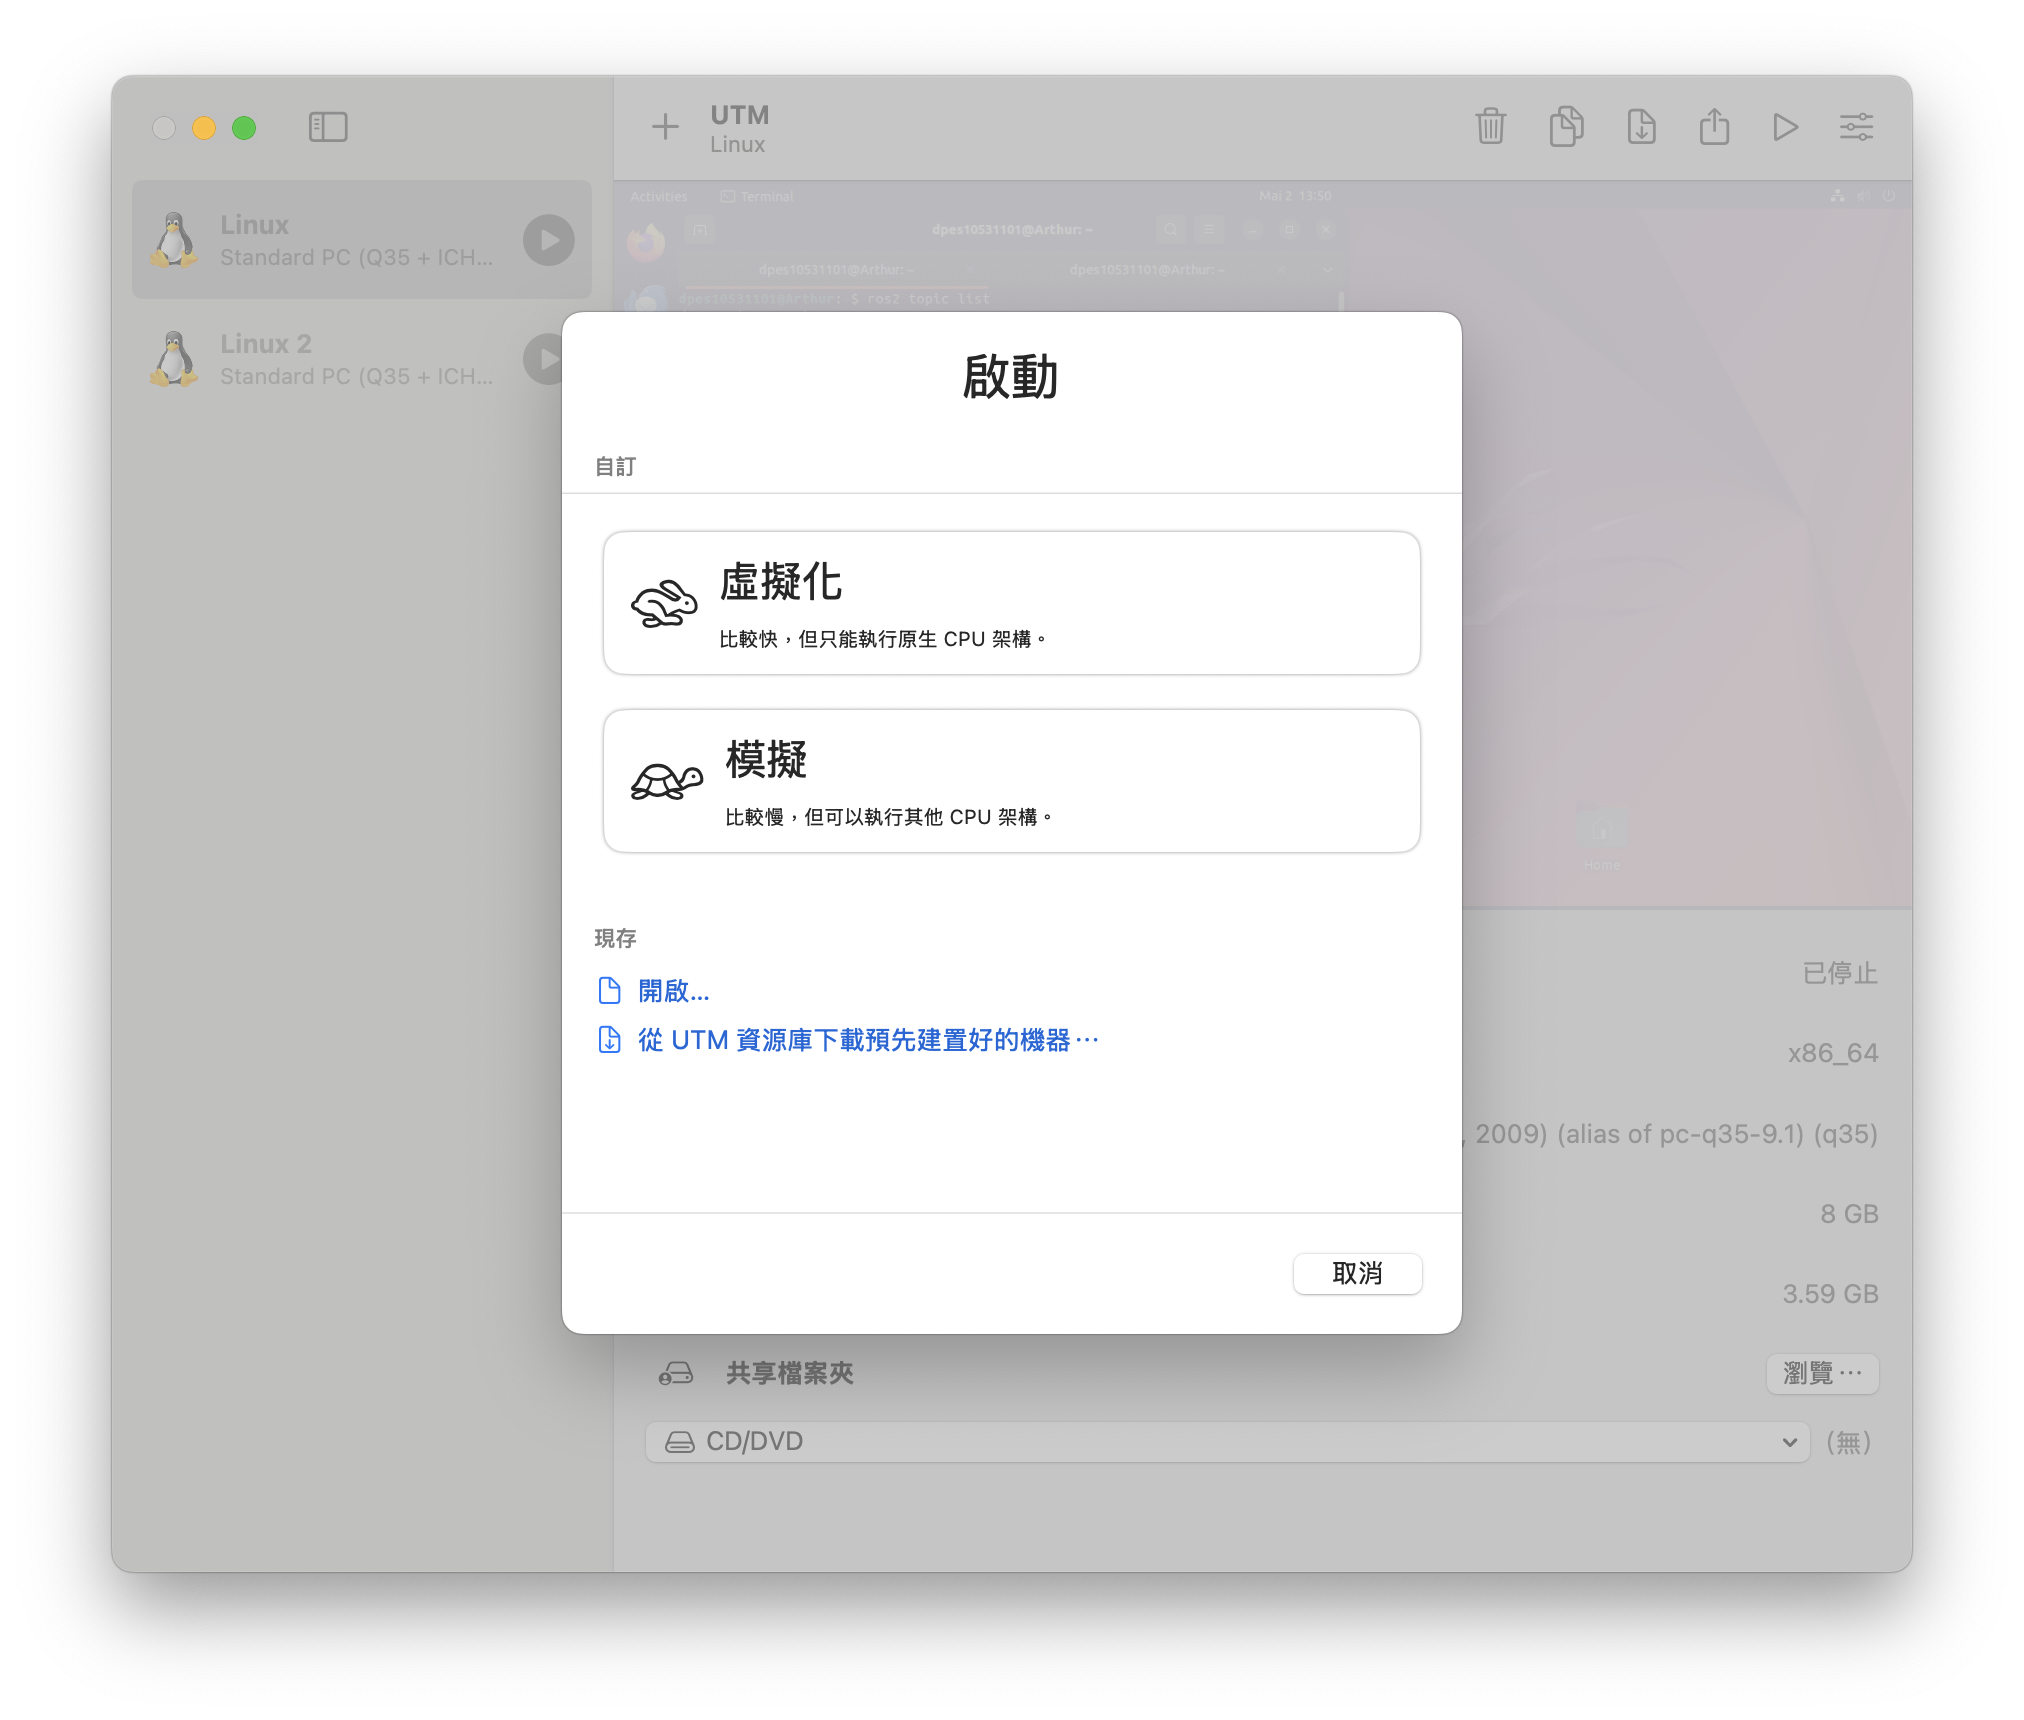 UTM
Linux
Linux
Standard PC (Q35 + ICH...
Linux 2
Standard PC (Q35 + ICH...
Activities
Terminal
Mai 2 13:50
dpes10531101@Arthur: ~
dpes10531101@Arthur: ~
dpes10531101@Arthur: ~
dpes10531101@Arthur: $ ros2 topic list
啟動
自訂
虛擬化
比較快，但只能執行原生 CPU 架構。
模擬
比較慢，但可以執行其他 CPU 架構。
Home
現存
開啟...
從 UTM 資源庫下載預先建置好的機器⋯
取消
已停止
x86_64
, 2009) (alias of pc-q35-9.1) (q35)
8 GB
3.59 GB
共享檔案夾
瀏覽⋯
CD/DVD
(無)